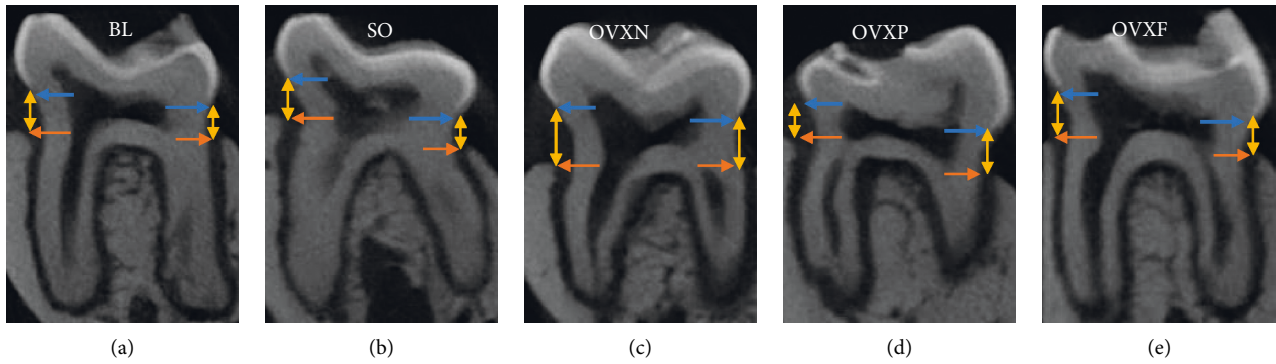 BL
SO
OVXN
OVXP
OVXF
(a)
(b)
(c)
(d)
(e)